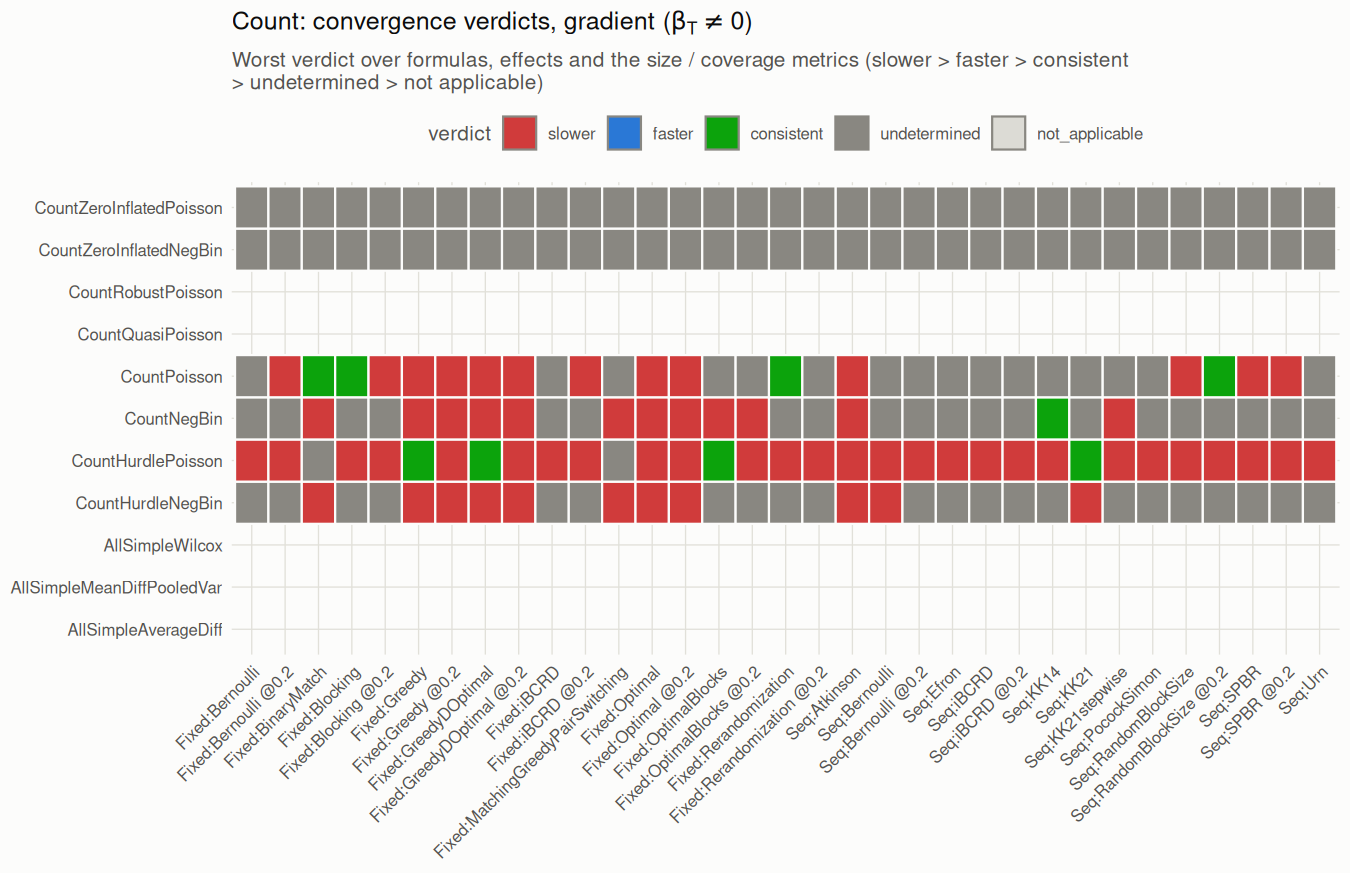 Count: convergence verdicts, gradient (βT ≠ 0)
Worst verdict over formulas, effects and the size / coverage metrics (slower > faster > consistent
> undetermined > not applicable)
verdict slower faster consistent undetermined not_applicable
CountZeroInflatedPoisson
CountZeroInflatedNegBin
CountRobustPoisson
CountQuasiPoisson
CountPoisson
CountNegBin
CountHurdlePoisson
CountHurdleNegBin
AllSimpleWilcox
AllSimpleMeanDiffPooledVar
AllSimpleAverageDiff
Fixed:Bernoulli
Fixed:Bernoulli @0.2
Fixed:BinaryMatch
Fixed:Blocking
Fixed:Blocking @0.2
Fixed:Greedy
Fixed:Greedy @0.2
Fixed:GreedyDOptimal
Fixed:GreedyDOptimal @0.2
Fixed:iBCRD
Fixed:iBCRD @0.2
Fixed:MatchingGreedyPairSwitching
Fixed:Optimal
Fixed:Optimal @0.2
Fixed:OptimalBlocks
Fixed:OptimalBlocks @0.2
Fixed:Rerandomization
Fixed:Rerandomization @0.2
Seq:Atkinson
Seq:Bernoulli
Seq:Bernoulli @0.2
Seq:Efron
Seq:iBCRD
Seq:iBCRD @0.2
Seq:KK14
Seq:KK21
Seq:KK21stepwise
Seq:PocockSimon
Seq:RandomBlockSize
Seq:RandomBlockSize @0.2
Seq:SPBR
Seq:SPBR @0.2
Seq:Urn